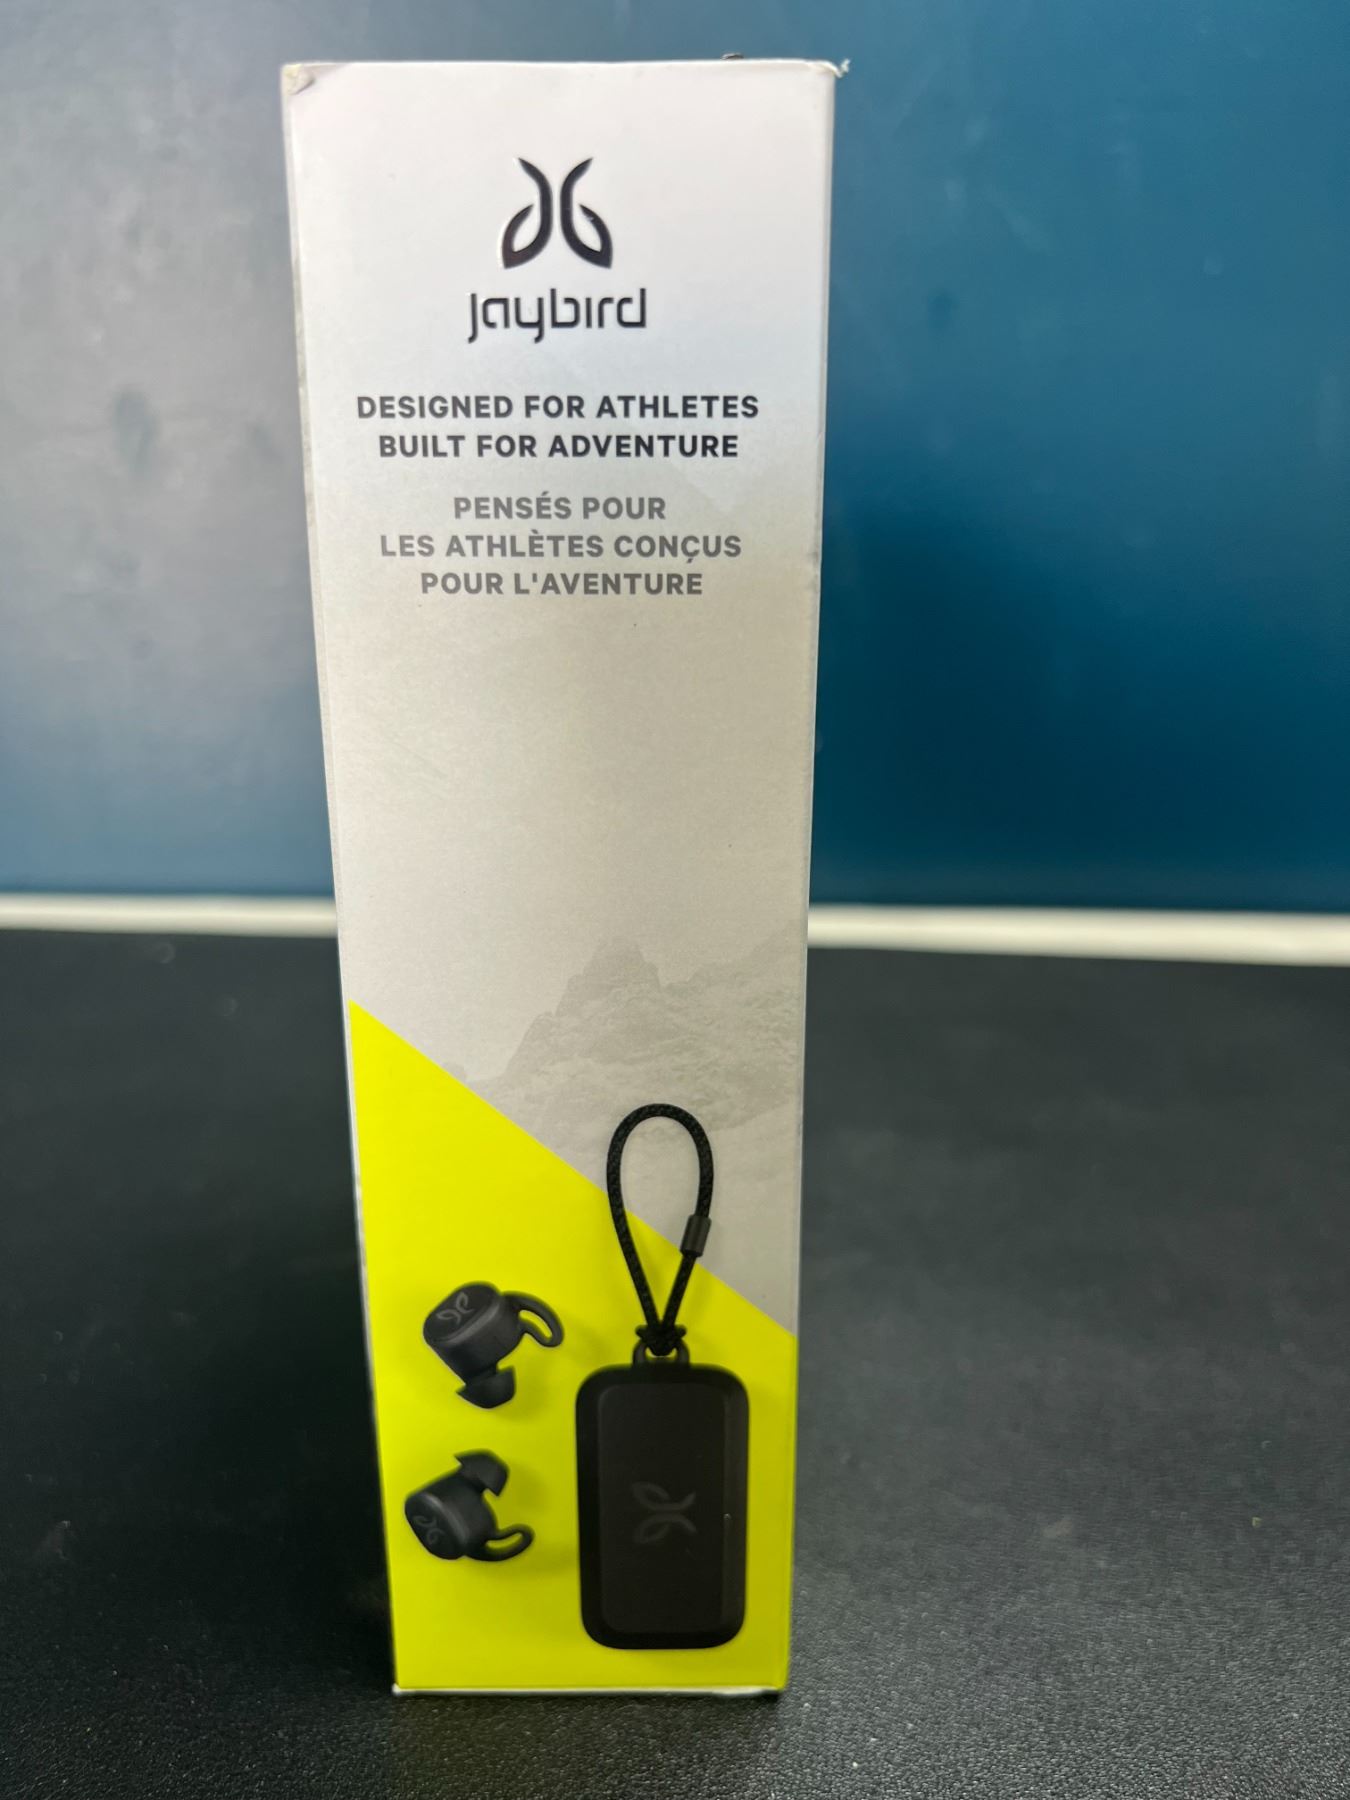 jaybird
DESIGNED FOR ATHLETES
BUILT FOR ADVENTURE
PENSÉS POUR
LES ATHLÈTES CONÇUS
POUR L'AVENTURE